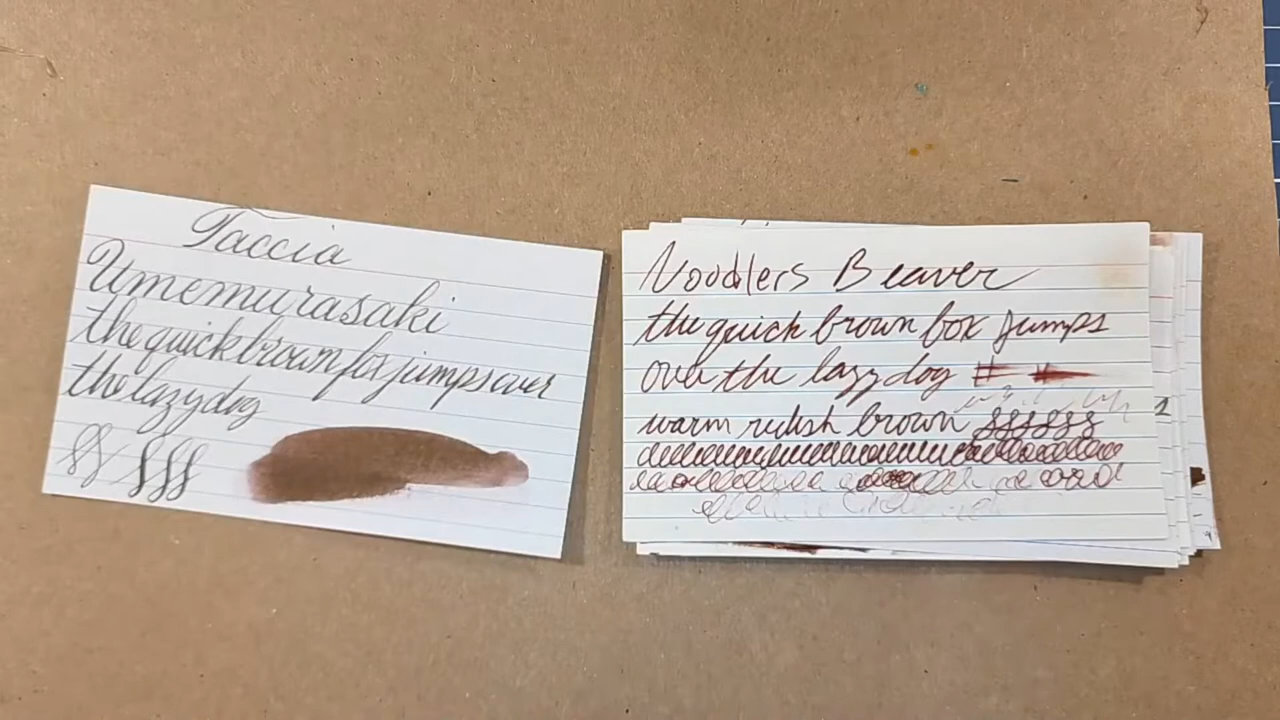 Taccia
Umemurasaki
the quick brown fox jumps over
the lazy dog
Noodlers Beaver
the quick brown box jumps
over the lazy dog
warm redish brown